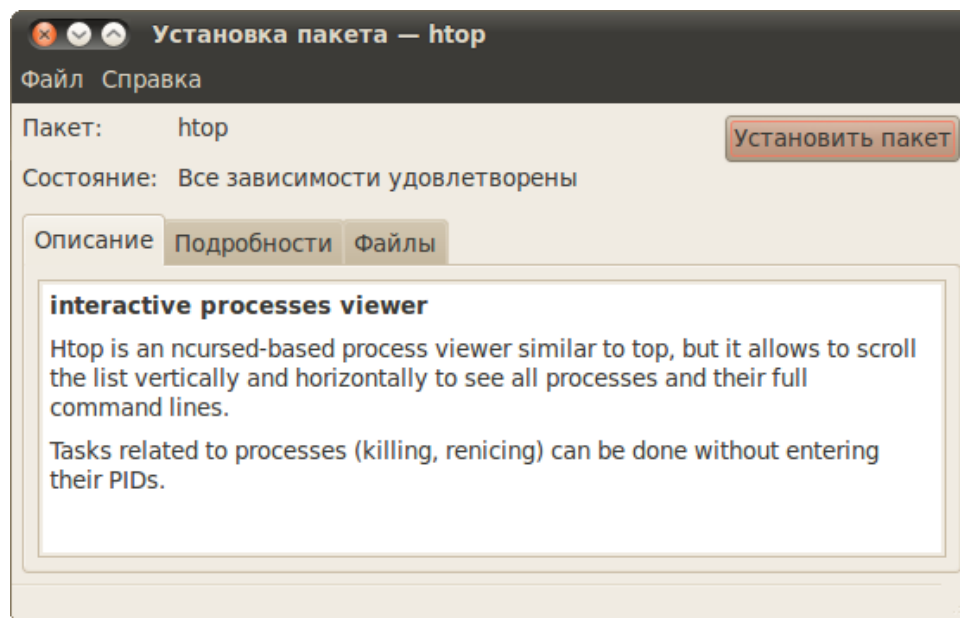 Установка пакета — htop
Файл Справка
Пакет: htop
Установить пакет
Состояние: Все зависимости удовлетворены
Описание Подробности Файлы
interactive processes viewer
Htop is an ncursed-based process viewer similar to top, but it allows to scroll
the list vertically and horizontally to see all processes and their full
command lines.
Tasks related to processes (killing, renicing) can be done without entering
their PIDs.